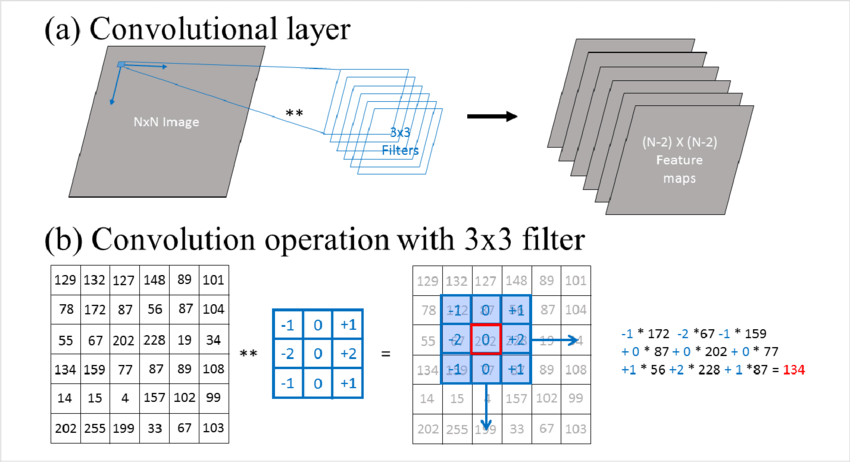 (a) Convolutional layer
NxN Image
**
3x3
Filters
(N-2) X (N-2)
Feature
maps
(b) Convolution operation with 3x3 filter
129 132 127 148 89 101
78 172 87 56 87 104
55 67 202 228 19 34
134 159 77 87 89 108
14 15 4 157 102 99
202 255 199 33 67 103
**
-1 0 +1
-2 0 +2
-1 0 +1
=
129 132 127 148 89 101
78 -1 0 +1 87 104
55 -2 0 +2 19
134 -1 0 +1 89 108
14 15 4 157 102 99
202 255 199 33 67 103
-1 * 172 -2 *67 -1 * 159
+ 0 * 87 + 0 * 202 + 0 * 77
+1 * 56 +2 * 228 + 1 *87 = 134